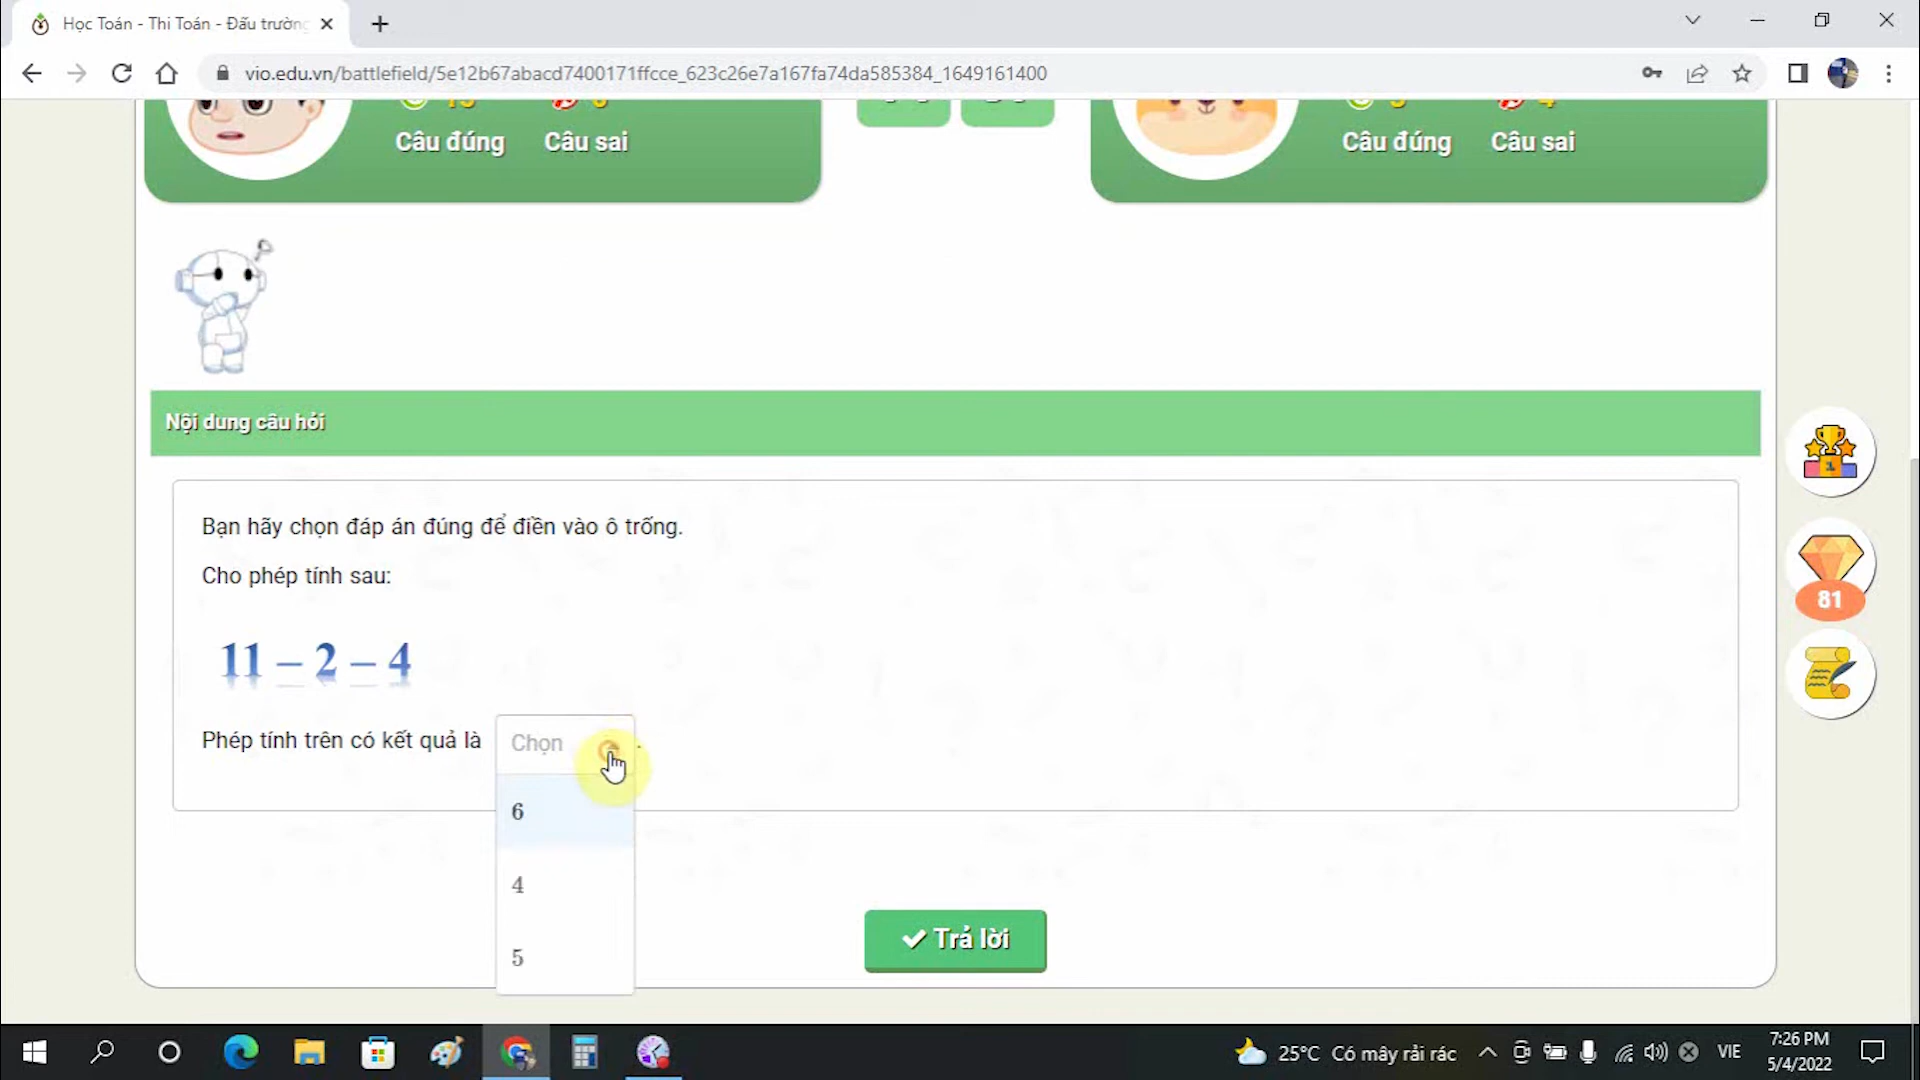 Học Toán - Thi Toán - Đấu trường
vio.edu.vn/battlefield/5e12b67abacd7400171ffcce_623c26e7a167fa74da585384_1649161400
Câu đúng Câu sai
Câu đúng Câu sai
Nội dung câu hỏi
Bạn hãy chọn đáp án đúng để điền vào ô trống.
Cho phép tính sau:
11 – 2 – 4
Phép tính trên có kết quả là Chọn .
6
4
5
Trả lời
1
81
25°C Có mây rải rác
VIE
7:26 PM
5/4/2022